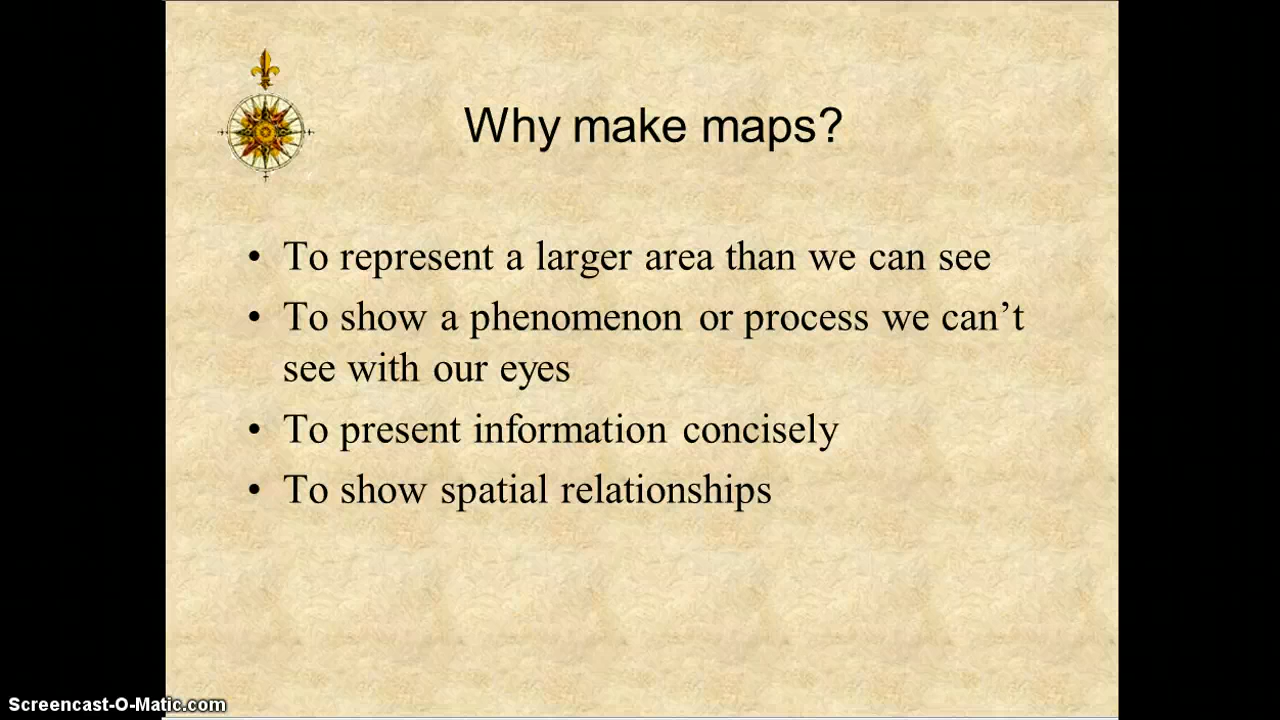 Why make maps?
• To represent a larger area than we can see
• To show a phenomenon or process we can’t
see with our eyes
• To present information concisely
• To show spatial relationships
Screencast-O-Matic.com